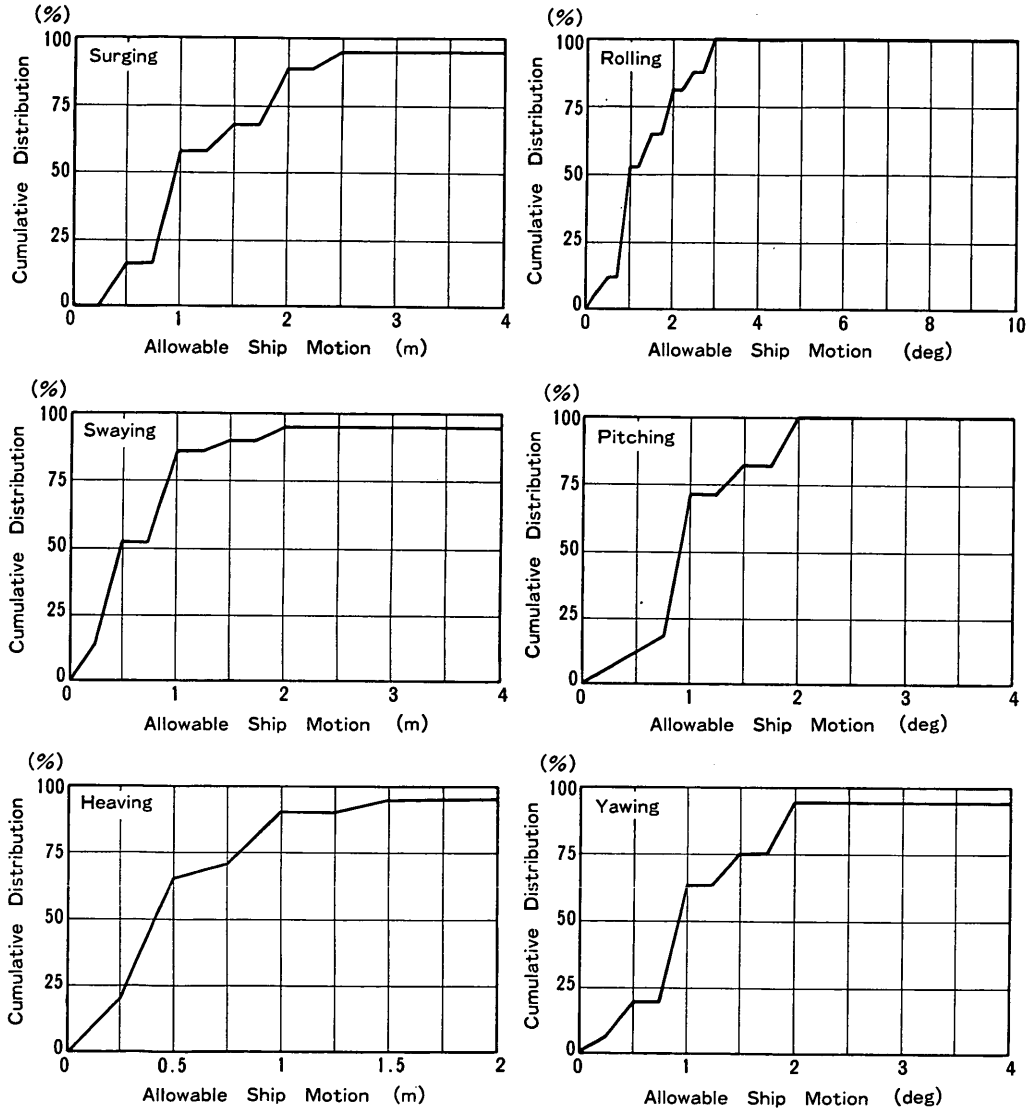 (%)
100
Surging
75
50
25
0
0 1 2 3 4
Cumulative Distribution
Allowable Ship Motion (m)
(%)
100
Rolling
75
50
25
0
0 2 4 6 8 10
Cumulative Distribution
Allowable Ship Motion (deg)
(%)
100
Swaying
75
50
25
0
0 1 2 3 4
Cumulative Distribution
Allowable Ship Motion (m)
(%)
100
Pitching
75
50
25
0
0 1 2 3 4
Cumulative Distribution
Allowable Ship Motion (deg)
(%)
100
Heaving
75
50
25
0
0 0.5 1 1.5 2
Cumulative Distribution
Allowable Ship Motion (m)
(%)
100
Yawing
75
50
25
0
0 1 2 3 4
Cumulative Distribution
Allowable Ship Motion (deg)